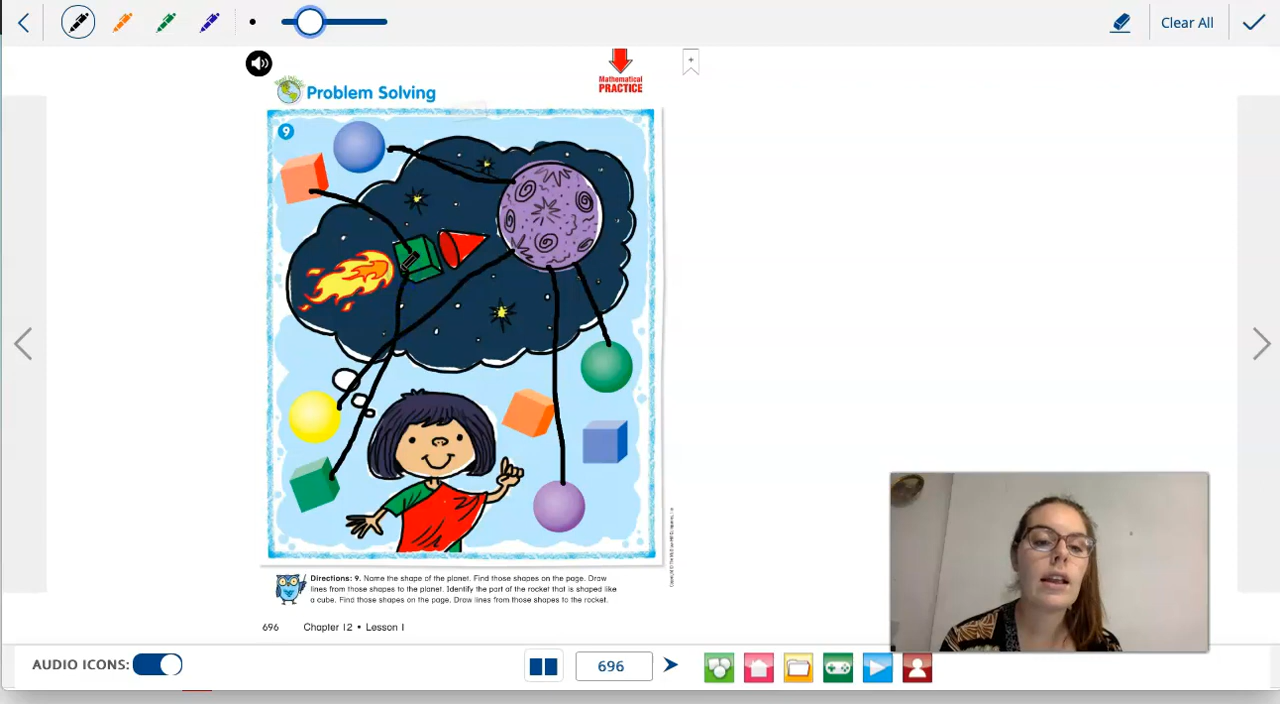 Clear All
Mathematical
PRACTICE
Real World
Problem Solving
9
Directions: 9. Name the shape of the planet. Find those shapes on the page. Draw
lines from those shapes to the planet. Identify the part of the rocket that is shaped like
a cube. Find those shapes on the page. Draw lines from those shapes to the rocket.
696 Chapter 12 • Lesson 1
AUDIO ICONS:
696